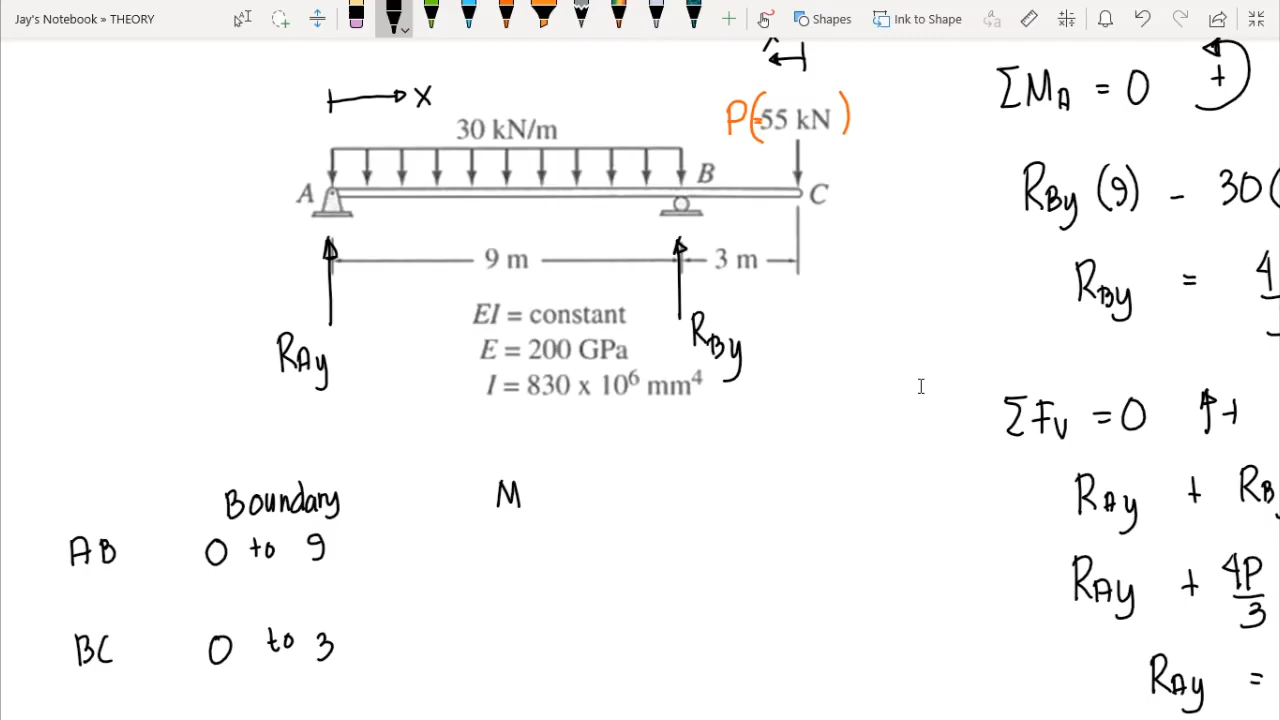 Jay's Notebook » THEORY
Shapes
Ink to Shape
X
P(=55 kN)
30 kN/m
A
B
C
9 m
3 m
RAy
RBy
EI = constant
E = 200 GPa
I = 830 x 10⁶ mm⁴
Boundary M
AB 0 to 9
BC 0 to 3
ΣMA = 0 +
RBy (9) - 30(
RBy = 4
ΣFV = 0 ↑+
RAy + RBy
RAy + 4P/3
RAy =